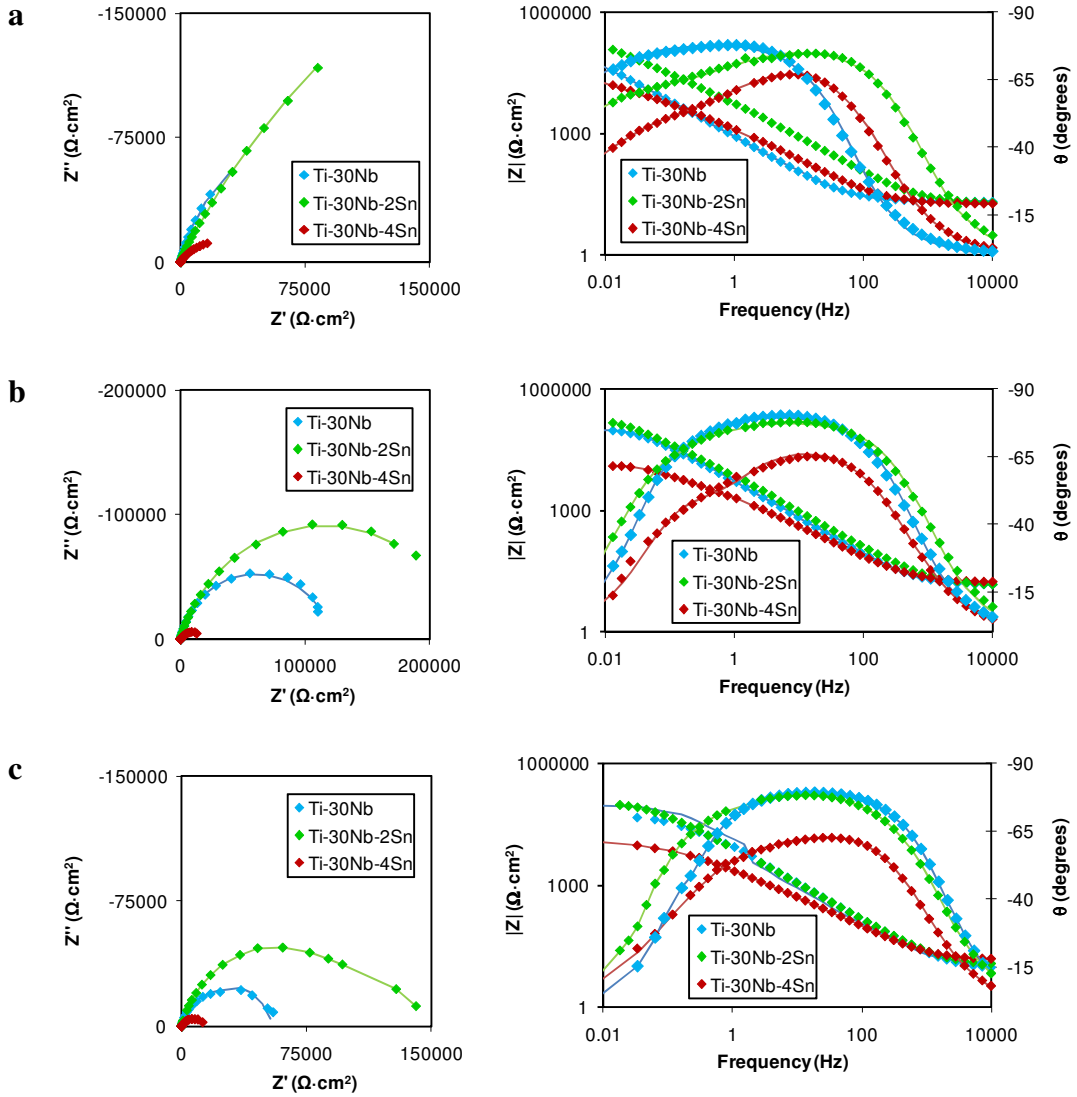 a
-150000
-75000
0
0
75000
150000
Z'' (Ω·cm²)
Z' (Ω·cm²)
Ti-30Nb
Ti-30Nb-2Sn
Ti-30Nb-4Sn
1000000
1000
1
|Z| (Ω·cm²)
-90
-65
-40
-15
θ (degrees)
0.01
1
100
10000
Frequency (Hz)
Ti-30Nb
Ti-30Nb-2Sn
Ti-30Nb-4Sn
b
-200000
-100000
0
0
100000
200000
Z'' (Ω·cm²)
Z' (Ω·cm²)
Ti-30Nb
Ti-30Nb-2Sn
Ti-30Nb-4Sn
1000000
1000
1
|Z| (Ω·cm²)
-90
-65
-40
-15
θ (degrees)
0.01
1
100
10000
Frequency (Hz)
Ti-30Nb
Ti-30Nb-2Sn
Ti-30Nb-4Sn
c
-150000
-75000
0
0
75000
150000
Z'' (Ω·cm²)
Z' (Ω·cm²)
Ti-30Nb
Ti-30Nb-2Sn
Ti-30Nb-4Sn
1000000
1000
1
|Z| (Ω·cm²)
-90
-65
-40
-15
θ (degrees)
0.01
1
100
10000
Frequency (Hz)
Ti-30Nb
Ti-30Nb-2Sn
Ti-30Nb-4Sn